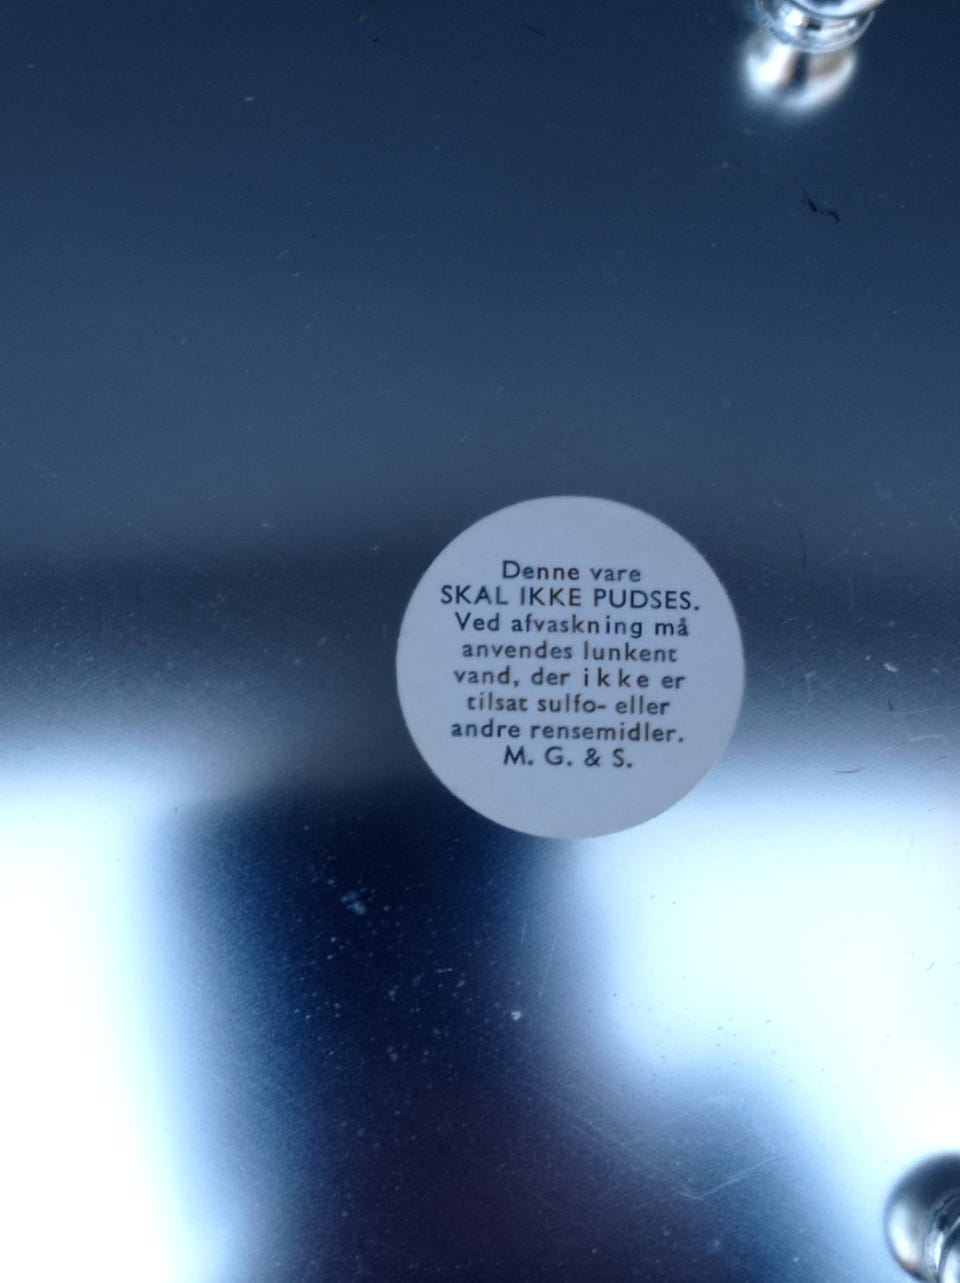 Denne vare
SKAL IKKE PUDSES.
Ved afvaskning må
anvendes lunkent
vand, der ikke er
tilsat sulfo- eller
andre rensemidler.
M. G. & S.